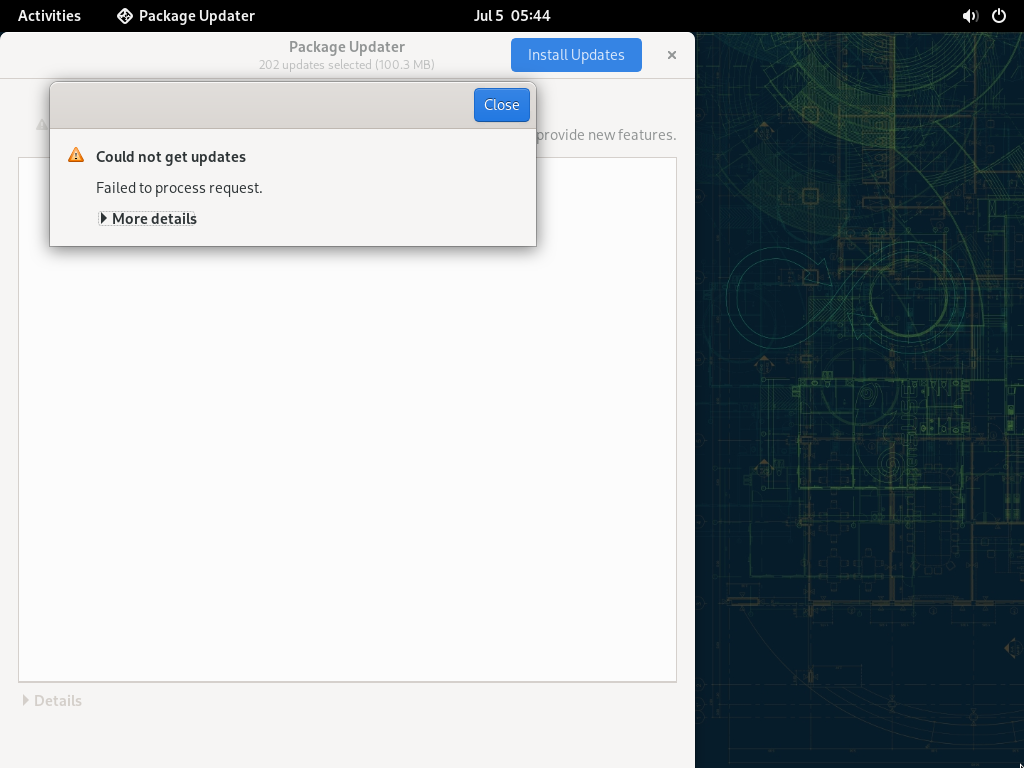 Activities Package Updater Jul 5 05:44
Package Updater
202 updates selected (100.3 MB)
Install Updates
Close
provide new features.
Could not get updates
Failed to process request.
More details
Details